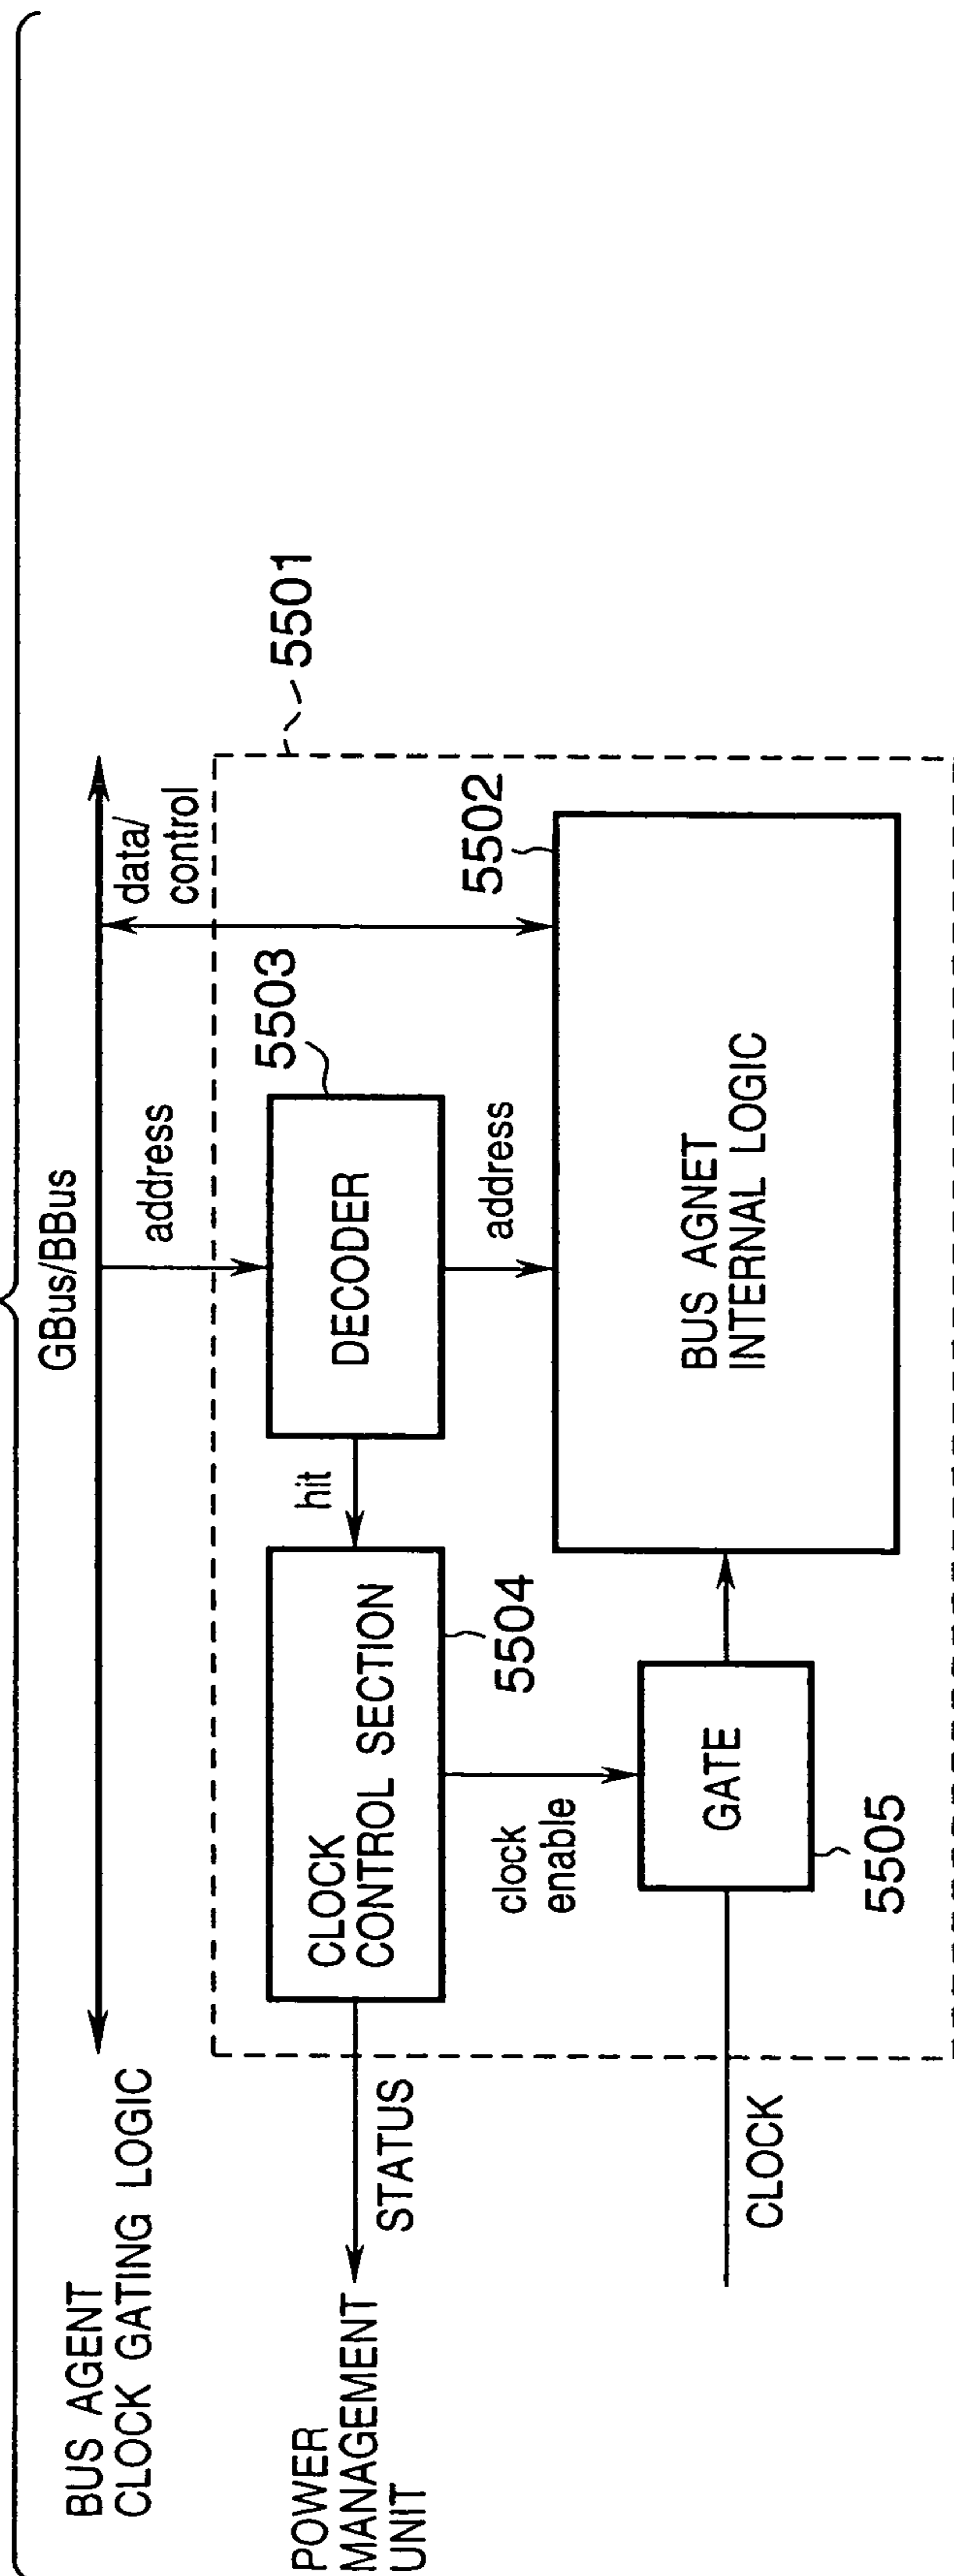 BUS AGENT
CLOCK GATING LOGIC
GBus/BBus
address
data/
control
5501
5503
5502
DECODER
hit
address
CLOCK
CONTROL SECTION
5504
STATUS
POWER
MANAGEMENT
UNIT
clock
enable
BUS AGNET
INTERNAL LOGIC
GATE
5505
CLOCK